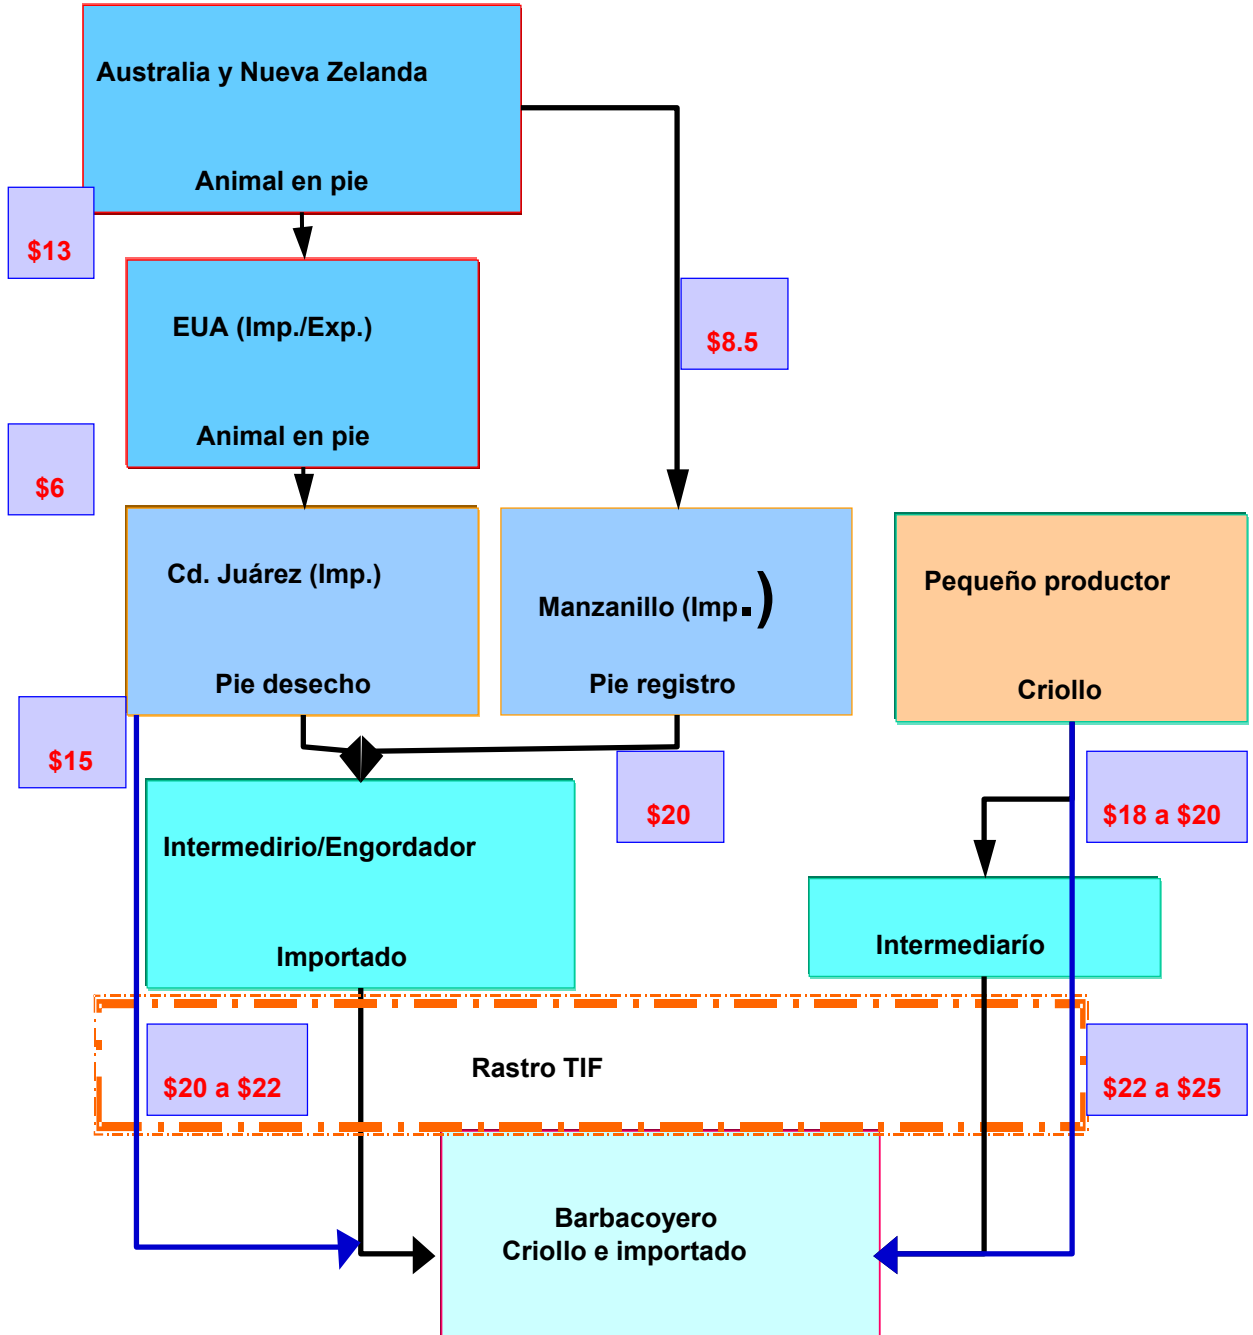 Australia y Nueva Zelanda
Animal en pie
$13
EUA (Imp./Exp.)
$8.5
Animal en pie
$6
Cd. Juárez (Imp.)
Manzanillo (Imp.)
Pequeño productor
Pie desecho
Pie registro
Criollo
$15
$20
$18 a $20
Intermedirio/Engordador
Importado
Intermediarío
Rastro TIF
$20 a $22
$22 a $25
Barbacoyero
Criollo e importado